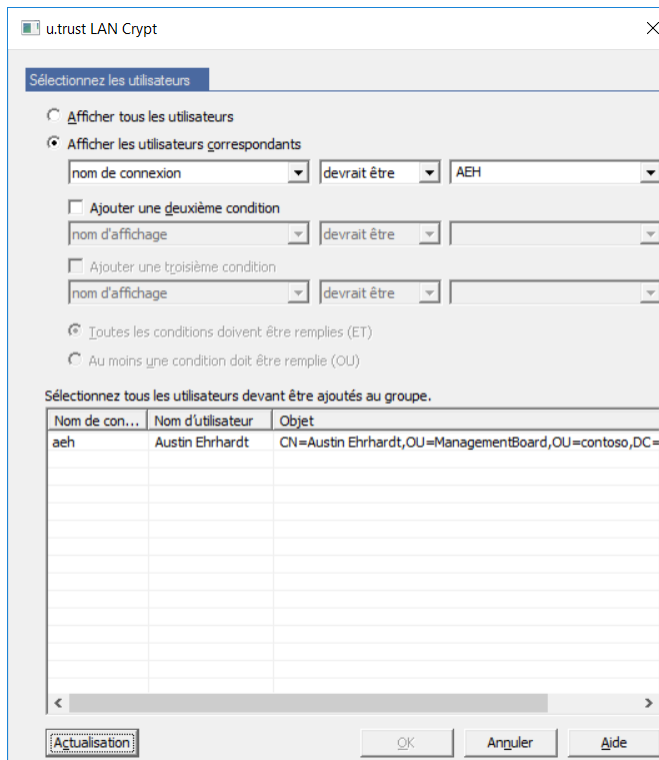 u.trust LAN Crypt
Sélectionnez les utilisateurs
Afficher tous les utilisateurs
Afficher les utilisateurs correspondants
nom de connexion devrait être AEH
Ajouter une deuxième condition
nom d'affichage devrait être
Ajouter une troisième condition
nom d'affichage devrait être
Toutes les conditions doivent être remplies (ET)
Au moins une condition doit être remplie (OU)
Sélectionnez tous les utilisateurs devant être ajoutés au groupe.
Nom de con... Nom d'utilisateur Objet
aeh Austin Ehrhardt CN=Austin Ehrhardt,OU=ManagementBoard,OU=contoso,DC=
Actualisation OK Annuler Aide